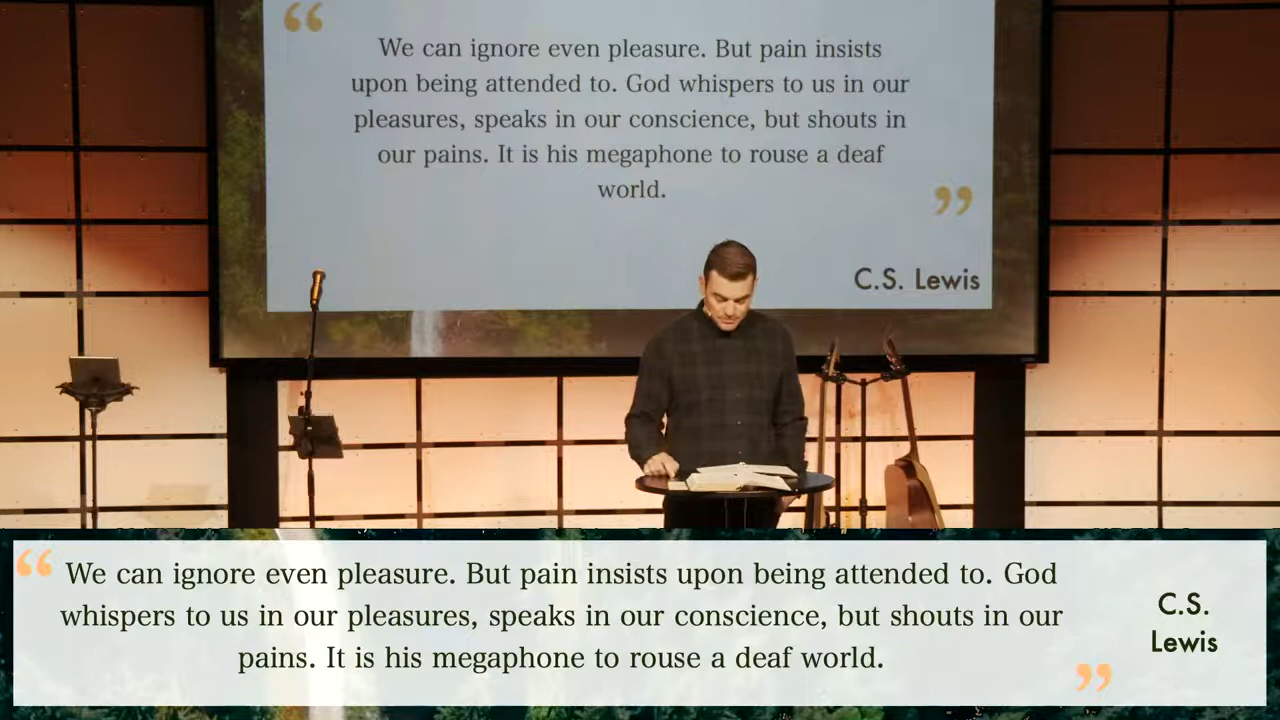 “
We can ignore even pleasure. But pain insists
upon being attended to. God whispers to us in our
pleasures, speaks in our conscience, but shouts in
our pains. It is his megaphone to rouse a deaf
world.
”
C.S. Lewis
“
We can ignore even pleasure. But pain insists upon being attended to. God
whispers to us in our pleasures, speaks in our conscience, but shouts in our
pains. It is his megaphone to rouse a deaf world.
”
C.S.
Lewis